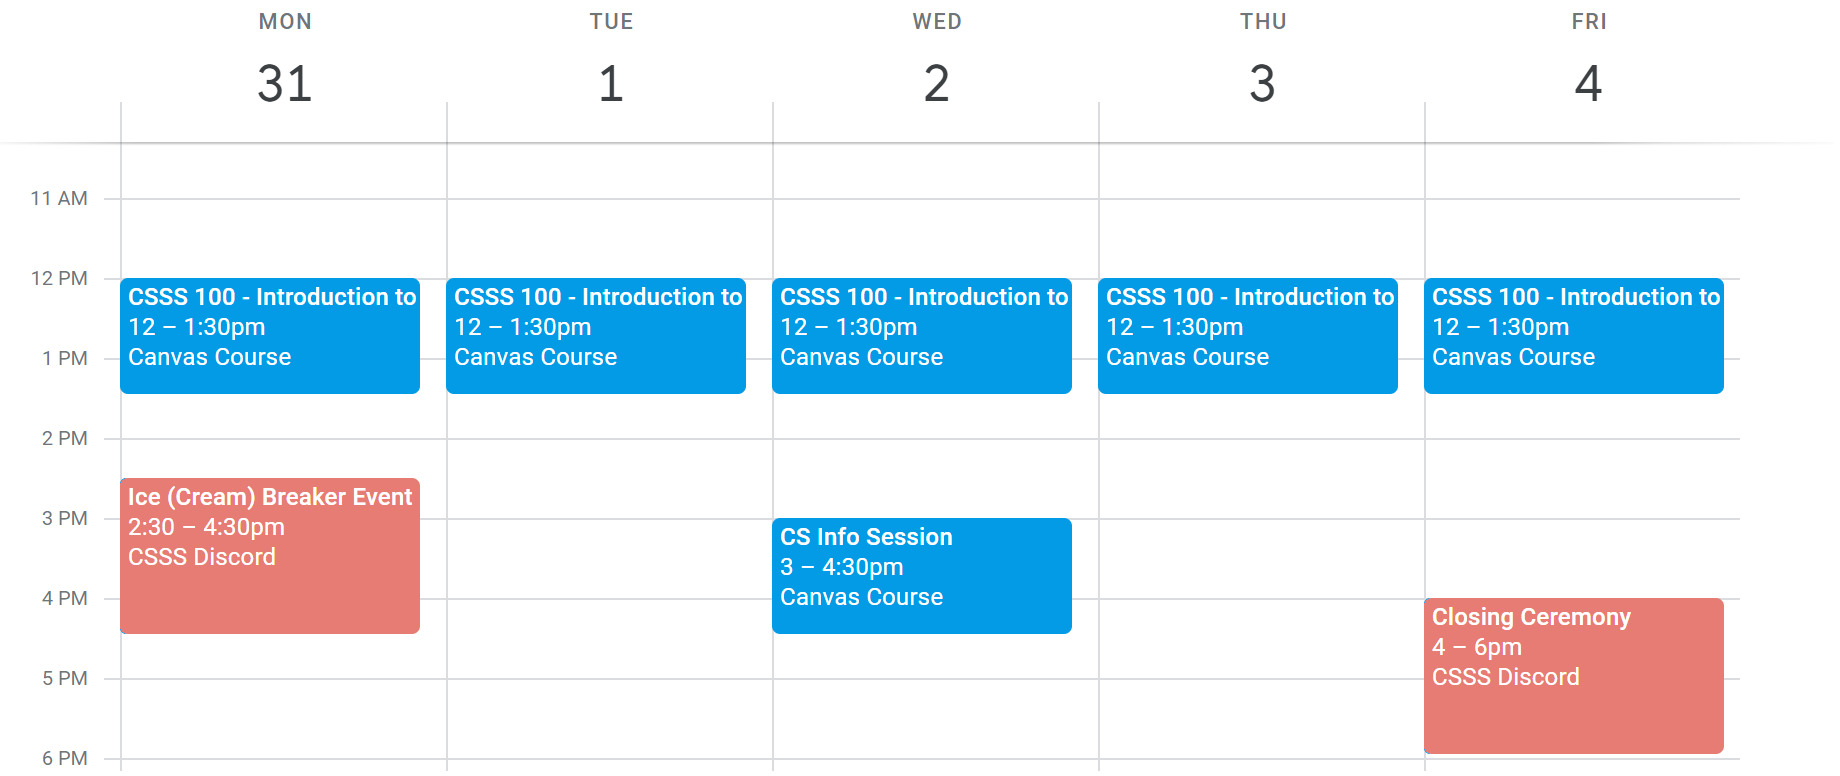 MON TUE WED THU FRI
31 1 2 3 4
11 AM
12 PM
CSSS 100 - Introduction to CSSS 100 - Introduction to CSSS 100 - Introduction to CSSS 100 - Introduction to CSSS 100 - Introduction to
12 – 1:30pm 12 – 1:30pm 12 – 1:30pm 12 – 1:30pm 12 – 1:30pm
1 PM Canvas Course Canvas Course Canvas Course Canvas Course Canvas Course
2 PM
Ice (Cream) Breaker Event
3 PM 2:30 – 4:30pm CS Info Session
CSSS Discord 3 – 4:30pm
4 PM Canvas Course Closing Ceremony
4 – 6pm
5 PM CSSS Discord
6 PM